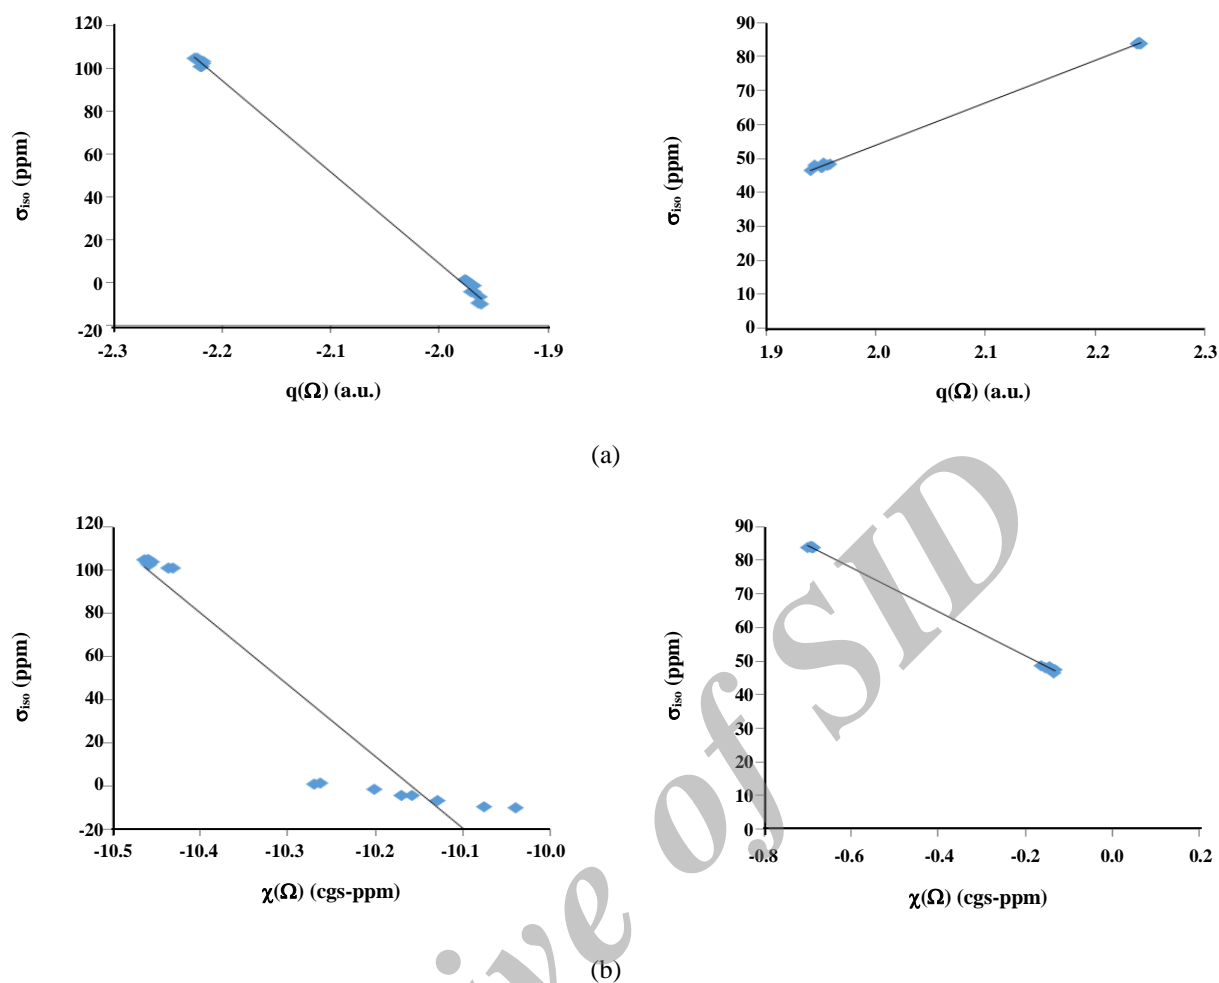 120
100
80
60
40
20
0
-20
-2.3 -2.2 -2.1 -2.0 -1.9
σiso (ppm)
q(Ω) (a.u.)
90
80
70
60
50
40
30
20
10
0
1.9 2.0 2.1 2.2 2.3
σiso (ppm)
q(Ω) (a.u.)
(a)
120
100
80
60
40
20
0
-20
-10.5 -10.4 -10.3 -10.2 -10.1 -10.0
σiso (ppm)
χ(Ω) (cgs-ppm)
90
80
70
60
50
40
30
20
10
0
-0.8 -0.6 -0.4 -0.2 0.0 0.2
σiso (ppm)
χ(Ω) (cgs-ppm)
(b)
ive of SID